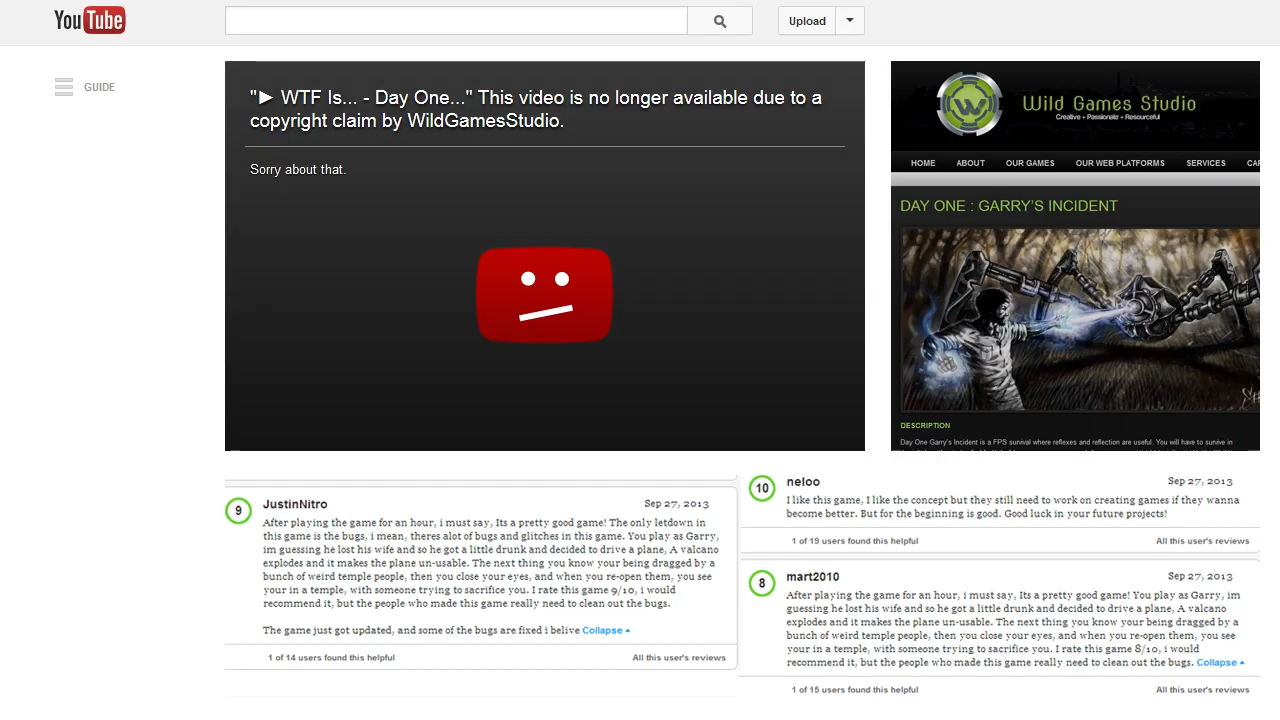 YouTube
Upload
GUIDE
"► WTF Is... - Day One..." This video is no longer available due to a
copyright claim by WildGamesStudio.
Sorry about that.
Wild Games Studio
Creative + Passionate + Resourceful
HOME ABOUT OUR GAMES OUR WEB PLATFORMS SERVICES CA
DAY ONE : GARRY'S INCIDENT
DESCRIPTION
Day One Garry's Incident is a FPS survival where reflexes and reflection are useful. You will have to survive in
9
JustinNitro
Sep 27, 2013
After playing the game for an hour, i must say, Its a pretty good game! The only letdown in
this game is the bugs, i mean, theres alot of bugs and glitches in this game. You play as Garry,
im guessing he lost his wife and so he got a little drunk and decided to drive a plane, A valcano
explodes and it makes the plane un-usable. The next thing you know your being dragged by a
bunch of weird temple people, then you close your eyes, and when you re-open them, you see
your in a temple, with someone trying to sacrifice you. I rate this game 9/10, i would
recommend it, but the people who made this game really need to clean out the bugs.
The game just got updated, and some of the bugs are fixed i belive Collapse
1 of 14 users found this helpful
All this user's reviews
10
neloo
Sep 27, 2013
I like this game, I like the concept but they still need to work on creating games if they wanna
become better. But for the beginning is good. Good luck in your future projects!
1 of 19 users found this helpful
All this user's reviews
8
mart2010
Sep 27, 2013
After playing the game for an hour, i must say, Its a pretty good game! You play as Garry, im
guessing he lost his wife and so he got a little drunk and decided to drive a plane, A valcano
explodes and it makes the plane un-usable. The next thing you know your being dragged by a
bunch of weird temple people, then you close your eyes, and when you re-open them, you see
your in a temple, with someone trying to sacrifice you. I rate this game 8/10, i would
recommend it, but the people who made this game really need to clean out the bugs. Collapse
1 of 15 users found this helpful
All this user's reviews